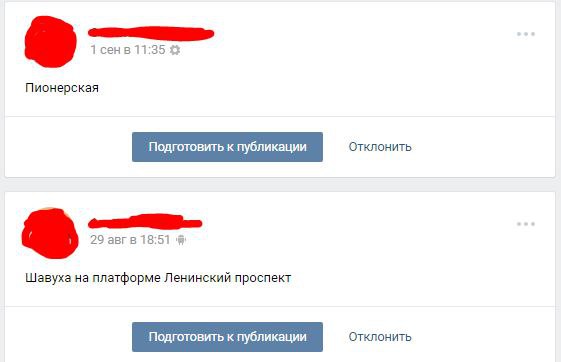 1 сен в 11:35
Пионерская
Подготовить к публикации Отклонить
29 авг в 18:51
Шавуха на платформе Ленинский проспект
Подготовить к публикации Отклонить